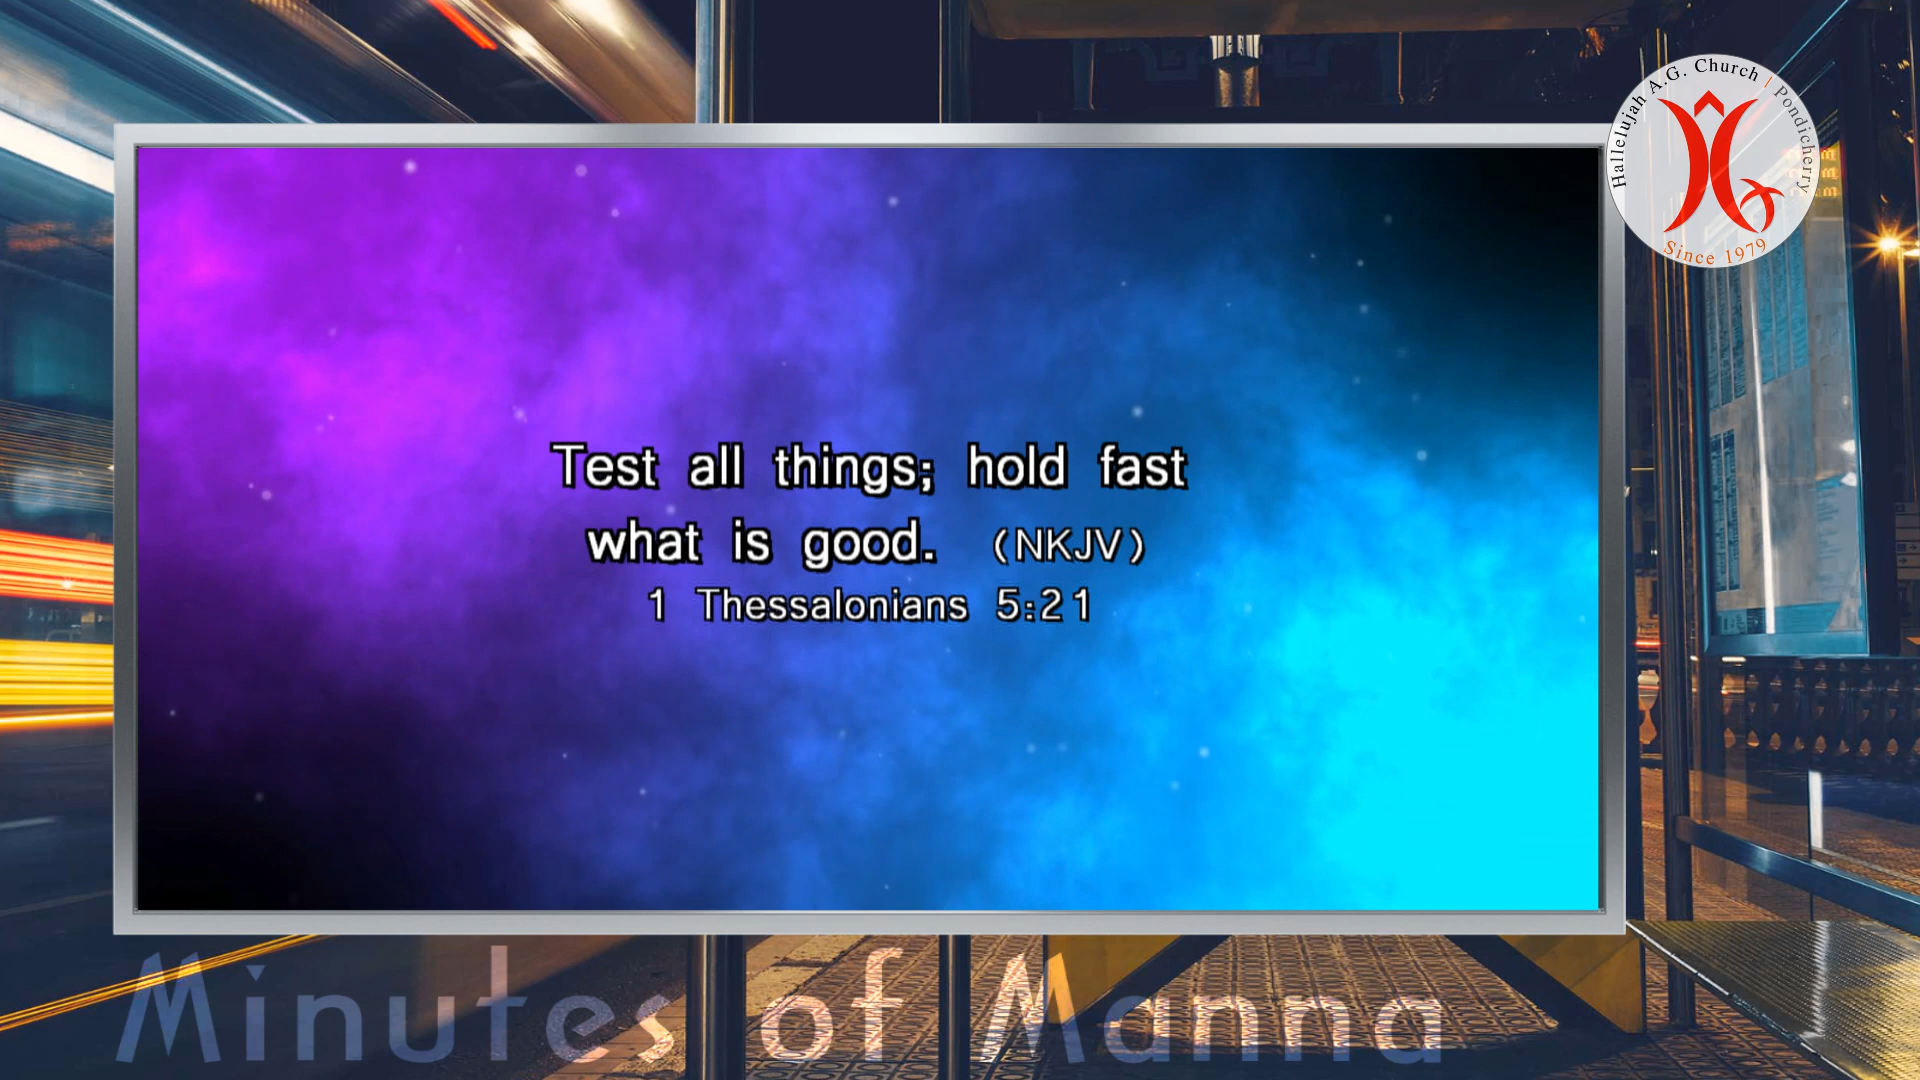 Hallelujah A.G. Church / Pondicherry
Since 1979
Test all things; hold fast
what is good. (NKJV)
1 Thessalonians 5:21
Minutes of Manna